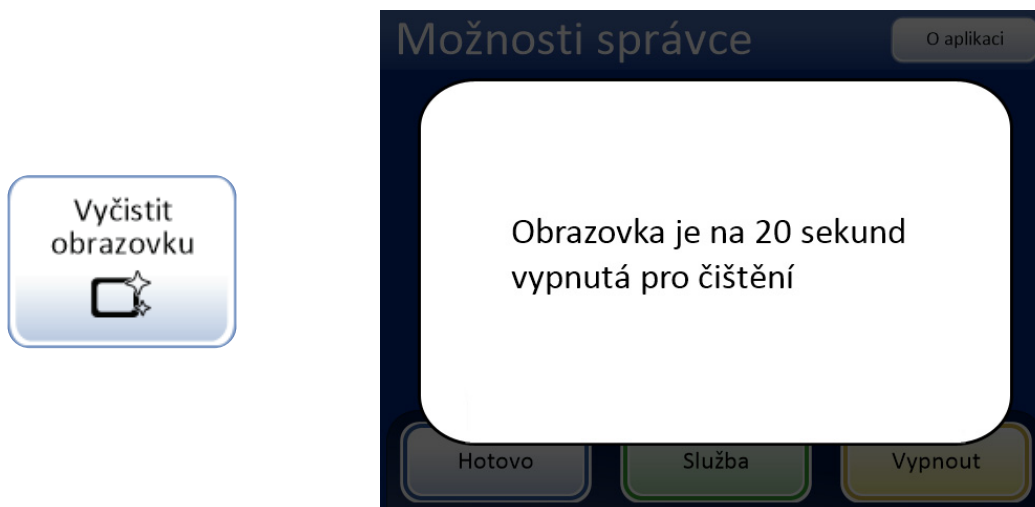 Vyčistit
obrazovku
Možnosti správce
O aplikaci
Obrazovka je na 20 sekund
vypnutá pro čištění
Hotovo
Služba
Vypnout